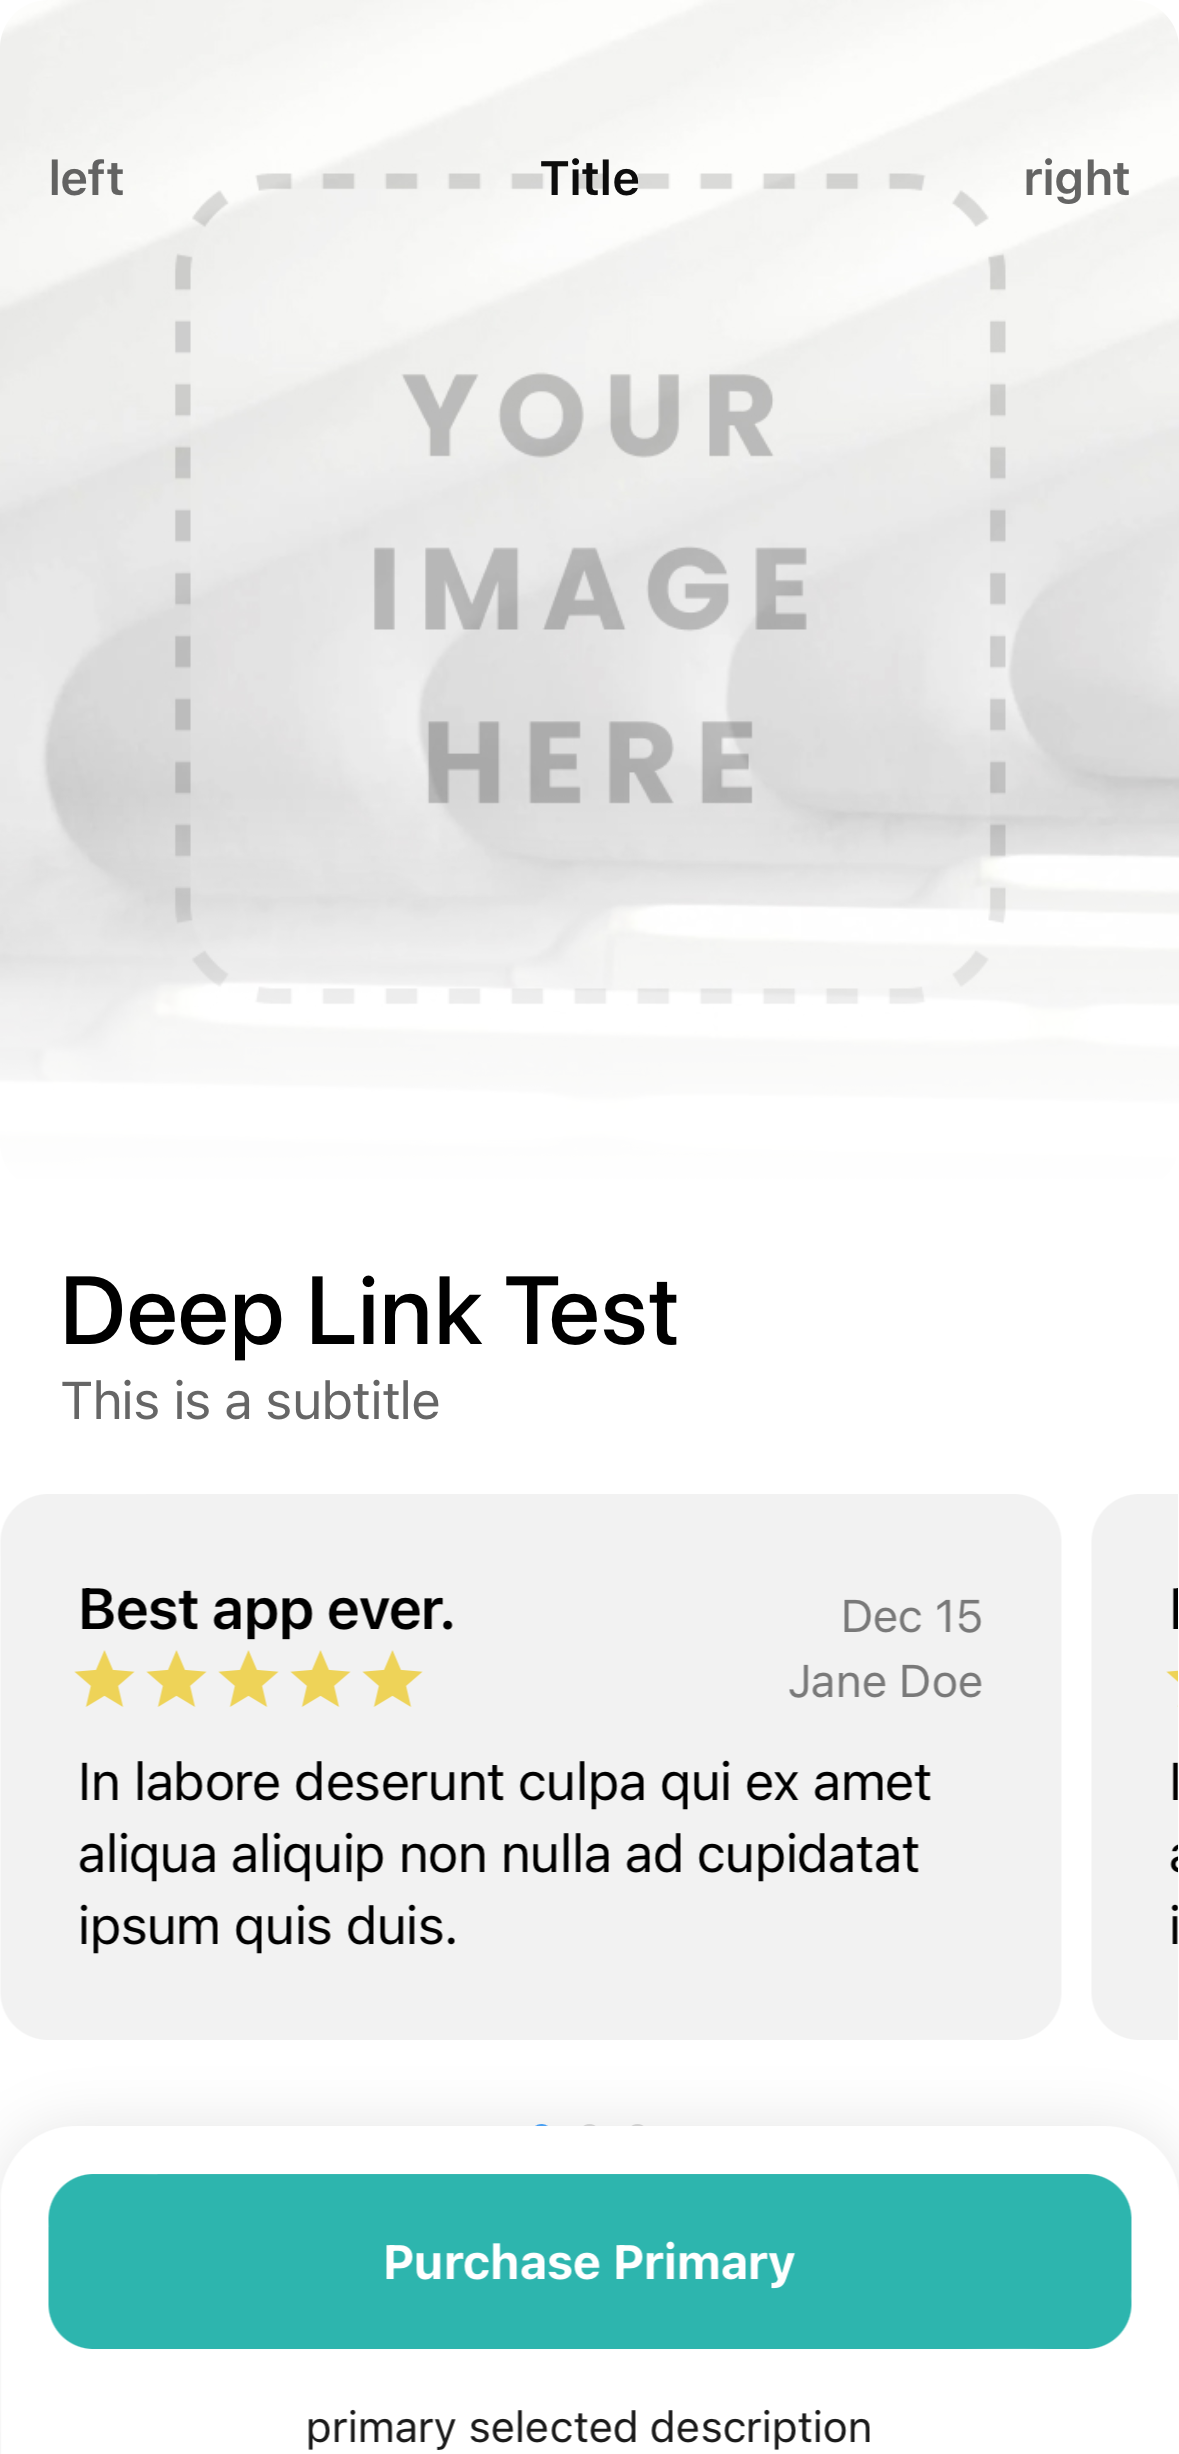 left Title right
YOUR
IMAGE
HERE
Deep Link Test
This is a subtitle
Best app ever.
Dec 15
Jane Doe
In labore deserunt culpa qui ex amet
aliqua aliquip non nulla ad cupidatat
ipsum quis duis.
Purchase Primary
primary selected description